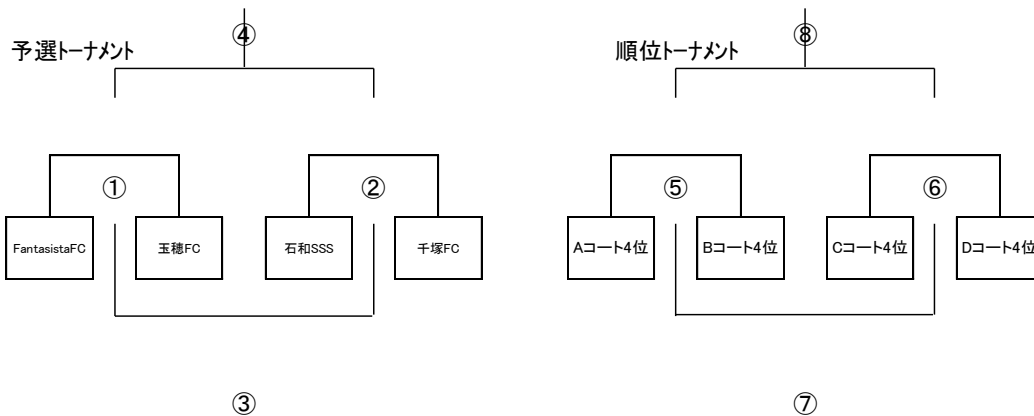 予選トーナメント
④
①
②
FantasistaFC
玉穂FC
石和SSS
千塚FC
③
順位トーナメント
⑧
⑤
⑥
Aコート4位
Bコート4位
Cコート4位
Dコート4位
⑦